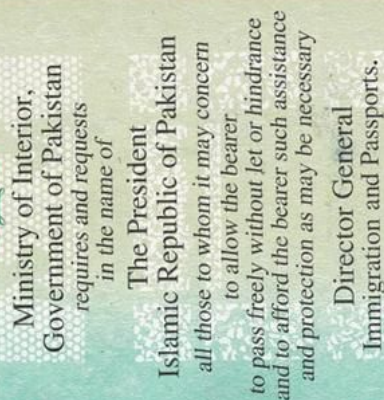 Ministry of Interior,
Government of Pakistan
requires and requests
in the name of
The President
Islamic Republic of Pakistan
all those to whom it may concern
to allow the bearer
to pass freely without let or hindrance
and to afford the bearer such assistance
and protection as may be necessary
Director General
Immigration and Passports.